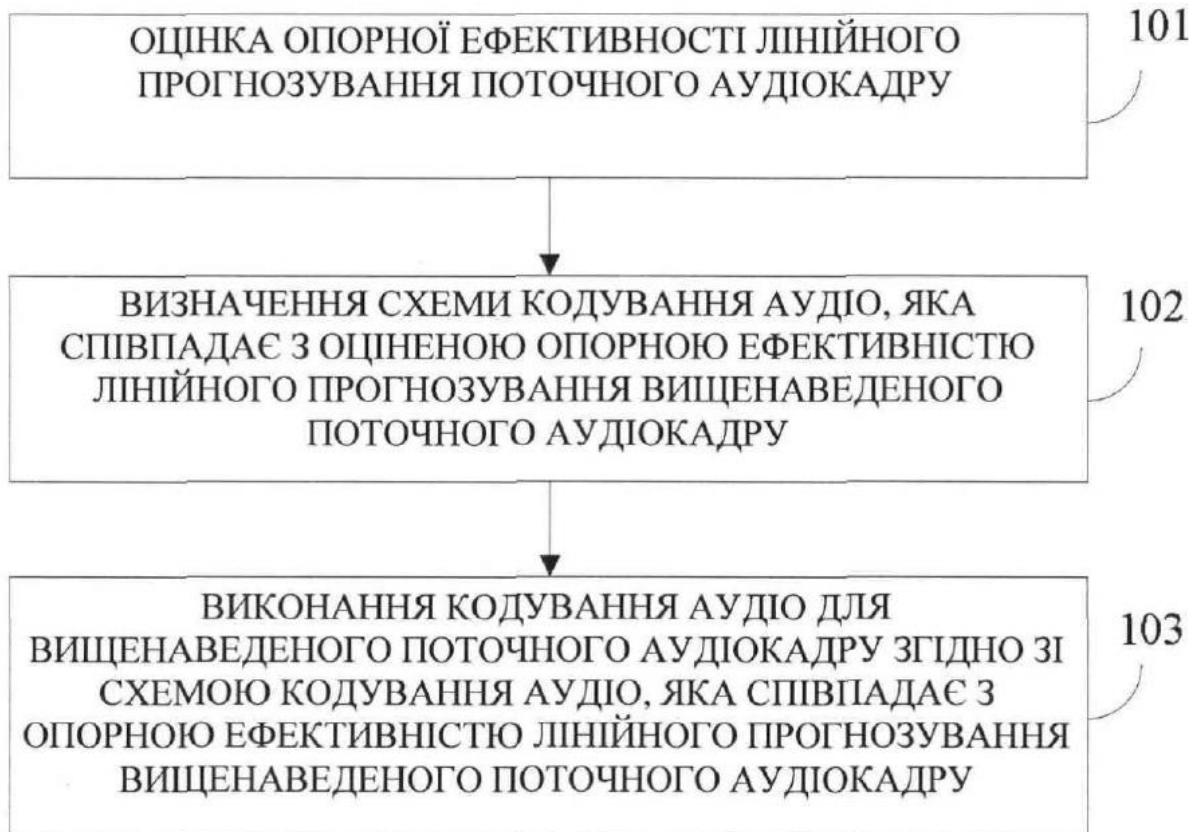 ОЦІНКА ОПОРНОЇ ЕФЕКТИВНОСТІ ЛІНІЙНОГО
ПРОГНОЗУВАННЯ ПОТОЧНОГО АУДІОКАДРУ
101
ВИЗНАЧЕННЯ СХЕМИ КОДУВАННЯ АУДІО, ЯКА
СПІВПАДАЄ З ОЦІНЕНОЮ ОПОРНОЮ ЕФЕКТИВНІСТЮ
ЛІНІЙНОГО ПРОГНОЗУВАННЯ ВИЩЕНАВЕДЕНОГО
ПОТОЧНОГО АУДІОКАДРУ
102
ВИКОНАННЯ КОДУВАННЯ АУДІО ДЛЯ
ВИЩЕНАВЕДЕНОГО ПОТОЧНОГО АУДІОКАДРУ ЗГІДНО ЗІ
СХЕМОЮ КОДУВАННЯ АУДІО, ЯКА СПІВПАДАЄ З
ОПОРНОЮ ЕФЕКТИВНІСТЮ ЛІНІЙНОГО ПРОГНОЗУВАННЯ
ВИЩЕНАВЕДЕНОГО ПОТОЧНОГО АУДІОКАДРУ
103